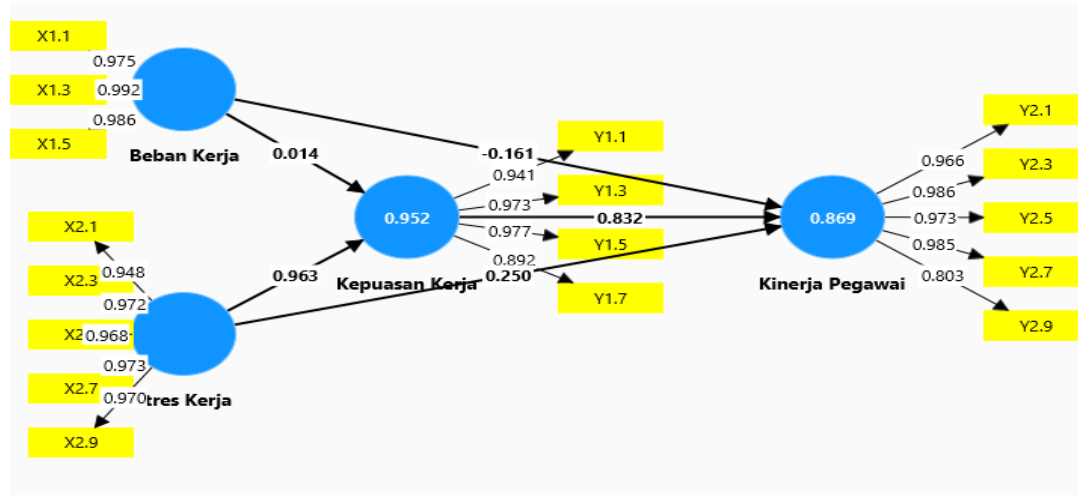 X1.1
0.975
X1.3
0.992
0.986
X1.5
Beban Kerja
0.014
-0.161
Y1.1
0.941
Y1.3
0.973
0.952
0.832
0.977
Y1.5
0.892
Y1.7
Kepuasan Kerja
0.250
0.963
X2.1
0.948
X2.3
0.972
X2
0.968
0.973
X2.7
0.970
tres Kerja
X2.9
0.869
Kinerja Pegawai
Y2.1
0.966
Y2.3
0.986
0.973
Y2.5
0.985
Y2.7
0.803
Y2.9